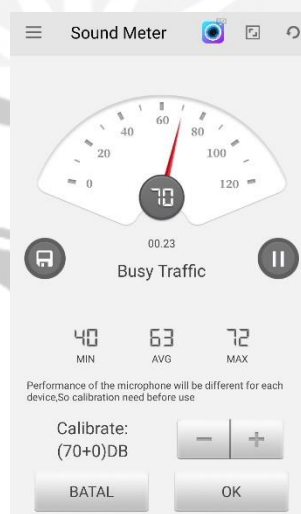 Sound Meter
60
40 80
20 100
0 120
70
00.23
Busy Traffic
40 63 72
MIN AVG MAX
Performance of the microphone will be different for each
device,So calibration need before use
Calibrate:
(70+0)DB
− +
BATAL OK